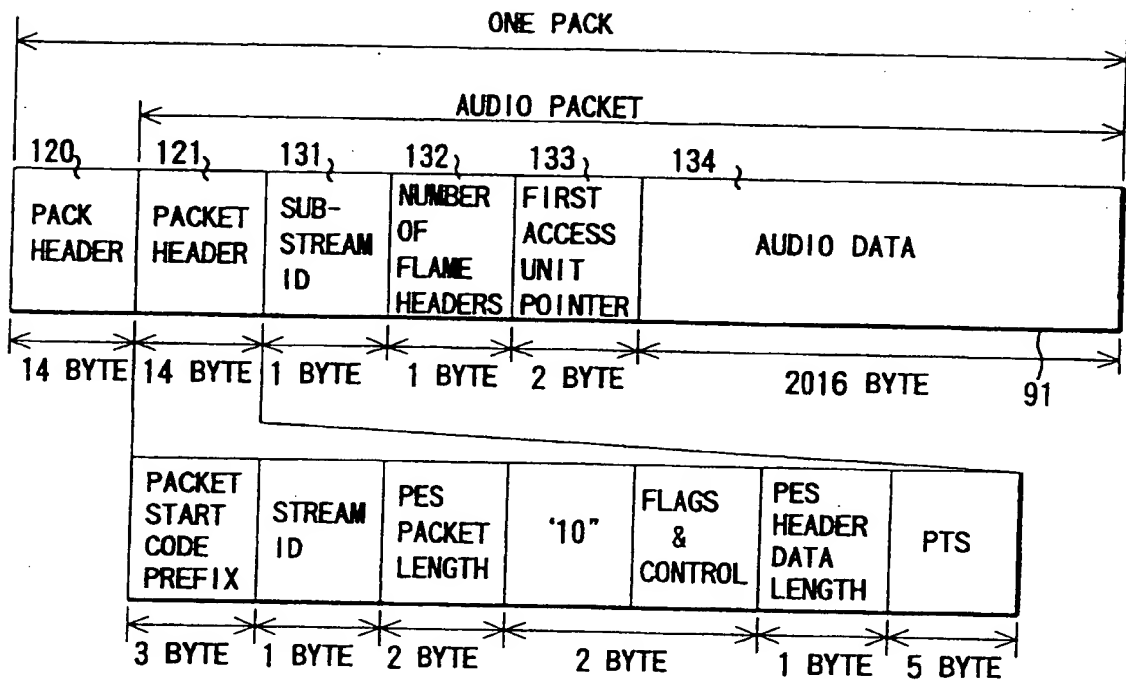 ONE PACK
AUDIO PACKET
120 121 131 132 133 134
PACK
HEADER
PACKET
HEADER
SUB-
STREAM
ID
NUMBER
OF
FLAME
HEADERS
FIRST
ACCESS
UNIT
POINTER
AUDIO DATA
14 BYTE 14 BYTE 1 BYTE 1 BYTE 2 BYTE 2016 BYTE 91
PACKET
START
CODE
PREFIX
STREAM
ID
PES
PACKET
LENGTH
‘10”
FLAGS
&
CONTROL
PES
HEADER
DATA
LENGTH
PTS
3 BYTE 1 BYTE 2 BYTE 2 BYTE 1 BYTE 5 BYTE